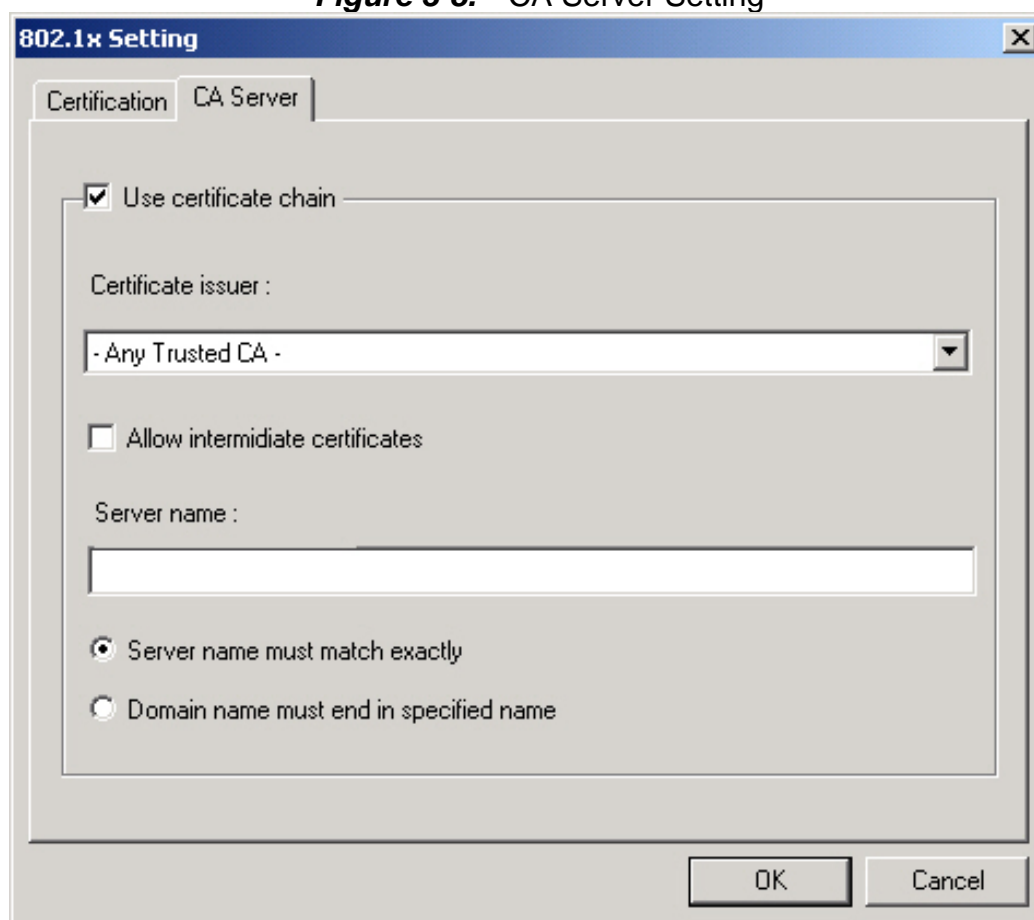 CA Server Setting
802.1x Setting
Certification CA Server
Use certificate chain
Certificate issuer :
- Any Trusted CA -
Allow intermidiate certificates
Server name :
Server name must match exactly
Domain name must end in specified name
OK Cancel